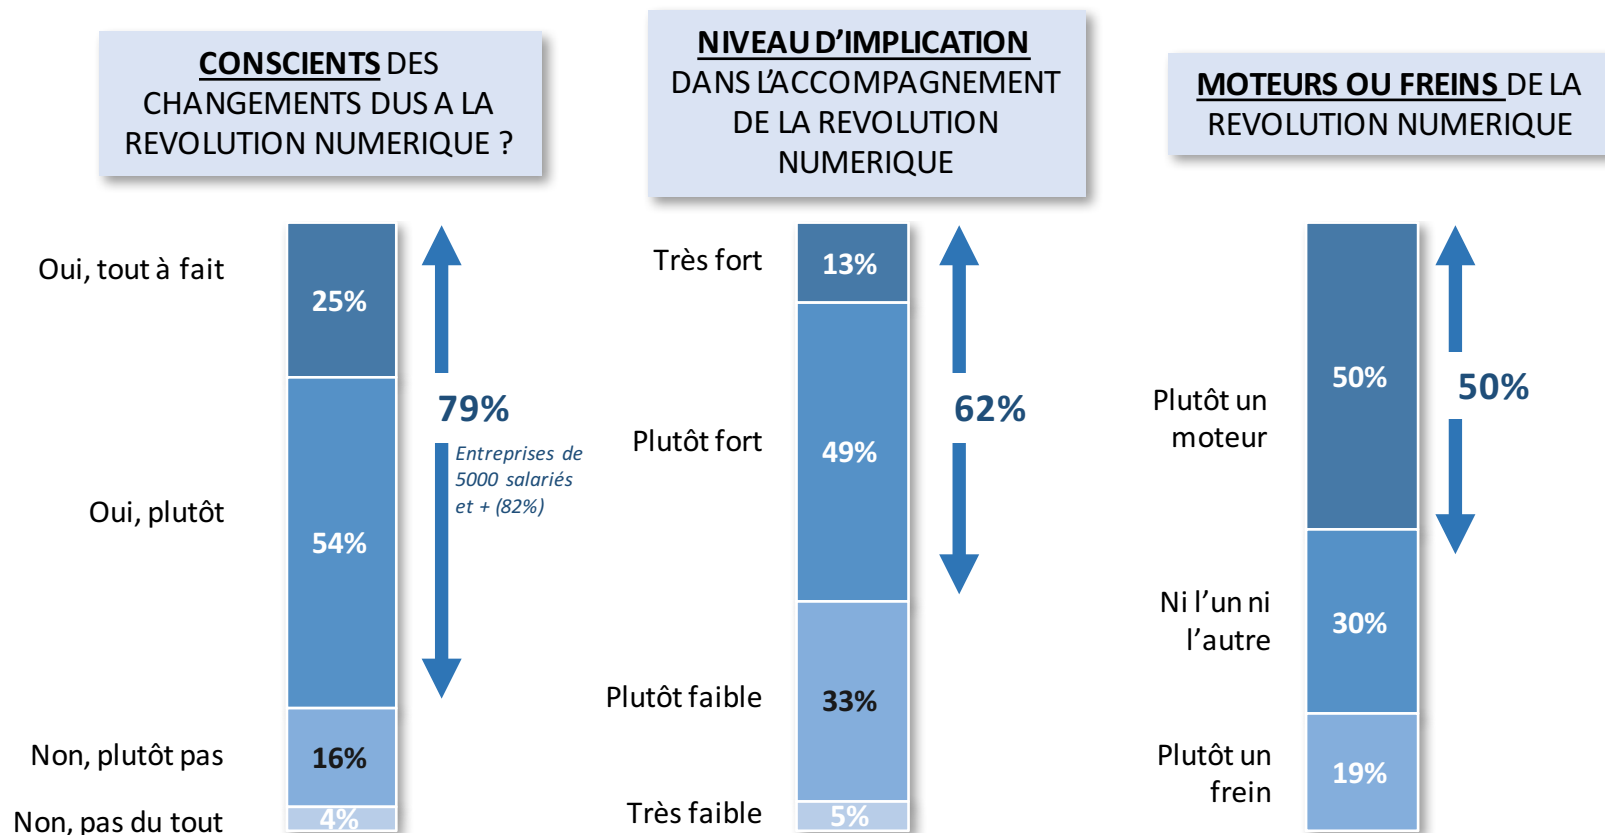 CONSCIENTS DES
CHANGEMENTS DUS A LA
REVOLUTION NUMERIQUE ?
Oui, tout à fait
25%
Oui, plutôt
54%
Non, plutôt pas
16%
Non, pas du tout
4%
79%
Entreprises de
5000 salariés
et + (82%)
NIVEAU D'IMPLICATION
DANS L'ACCOMPAGNEMENT
DE LA REVOLUTION
NUMERIQUE
Très fort
13%
Plutôt fort
49%
Plutôt faible
33%
Très faible
5%
62%
MOTEURS OU FREINS DE LA
REVOLUTION NUMERIQUE
Plutôt un
moteur
50%
Ni l'un ni
l'autre
30%
Plutôt un
frein
19%
50%